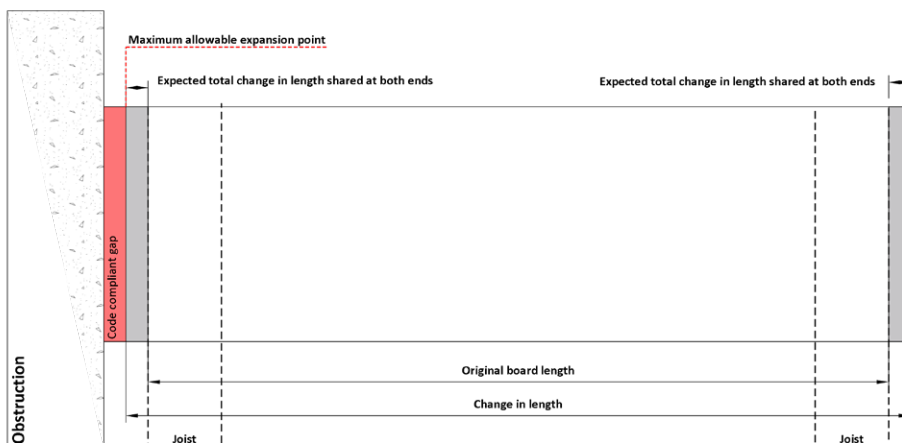 Maximum allowable expansion point
Expected total change in length shared at both ends
Expected total change in length shared at both ends
Code compliant gap
Obstruction
Original board length
Change in length
Joist
Joist